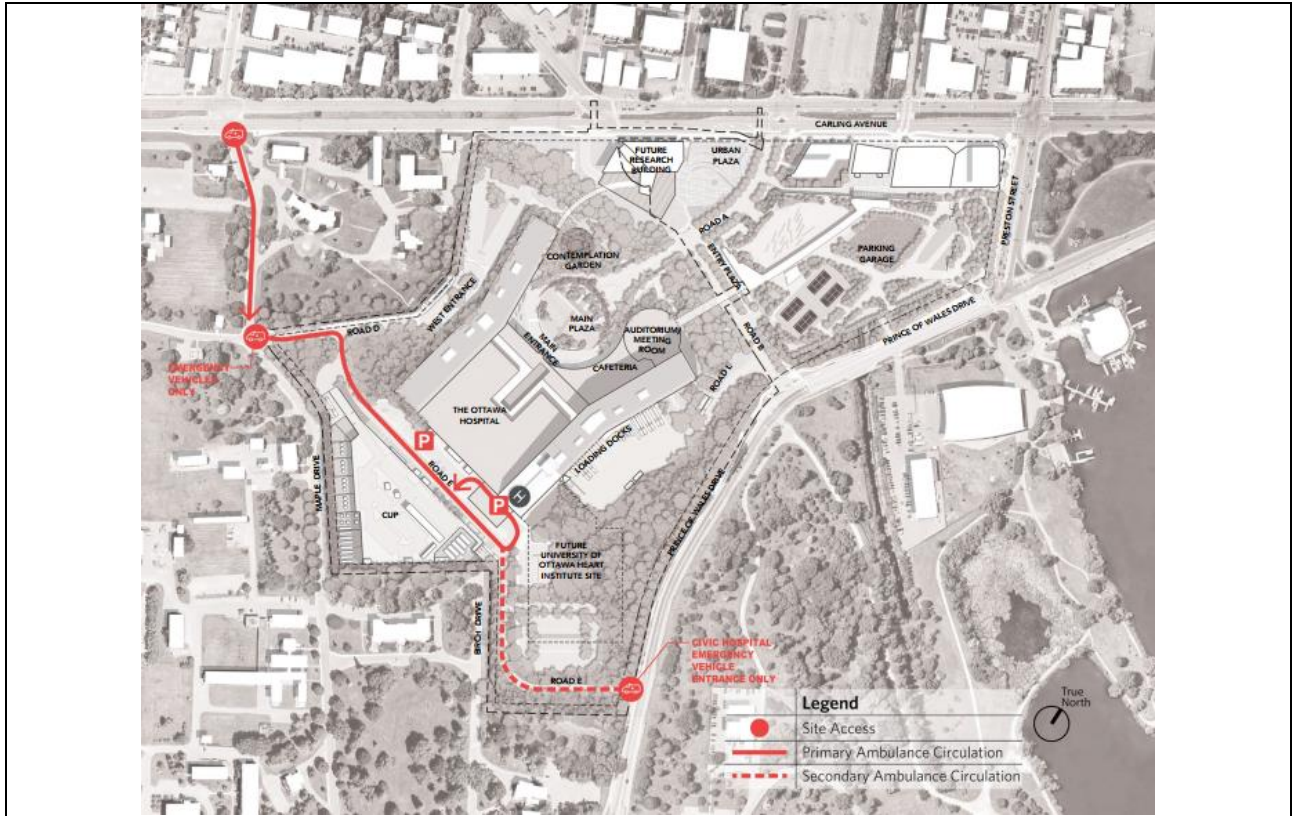 CARLING AVENUE
FUTURE
RESEARCH
BUILDING
URBAN
PLAZA
PRESTON STREET
ROAD A
ENTRY PLAZA
PARKING
GARAGE
CONTEMPLATION
GARDEN
WEST ENTRANCE
MAIN
PLAZA
PRINCE OF WALES DRIVE
ROAD D
MAIN
ENTRANCE
AUDITORIUM/
MEETING
ROOM
ROAD B
CAFETERIA
ROAD L
EMERGENCY
VEHICLES
ONLY
THE OTTAWA
HOSPITAL
P
ROAD E
LOADING DOCKS
MAPLE DRIVE
P
H
CUP
PRINCE OF WALES DRIVE
FUTURE
UNIVERSITY OF
OTTAWA HEART
INSTITUTE SITE
BIRCH DRIVE
CIVIC HOSPITAL
EMERGENCY
VEHICLE
ENTRANCE ONLY
ROAD E
Legend
Site Access
Primary Ambulance Circulation
Secondary Ambulance Circulation
True
North